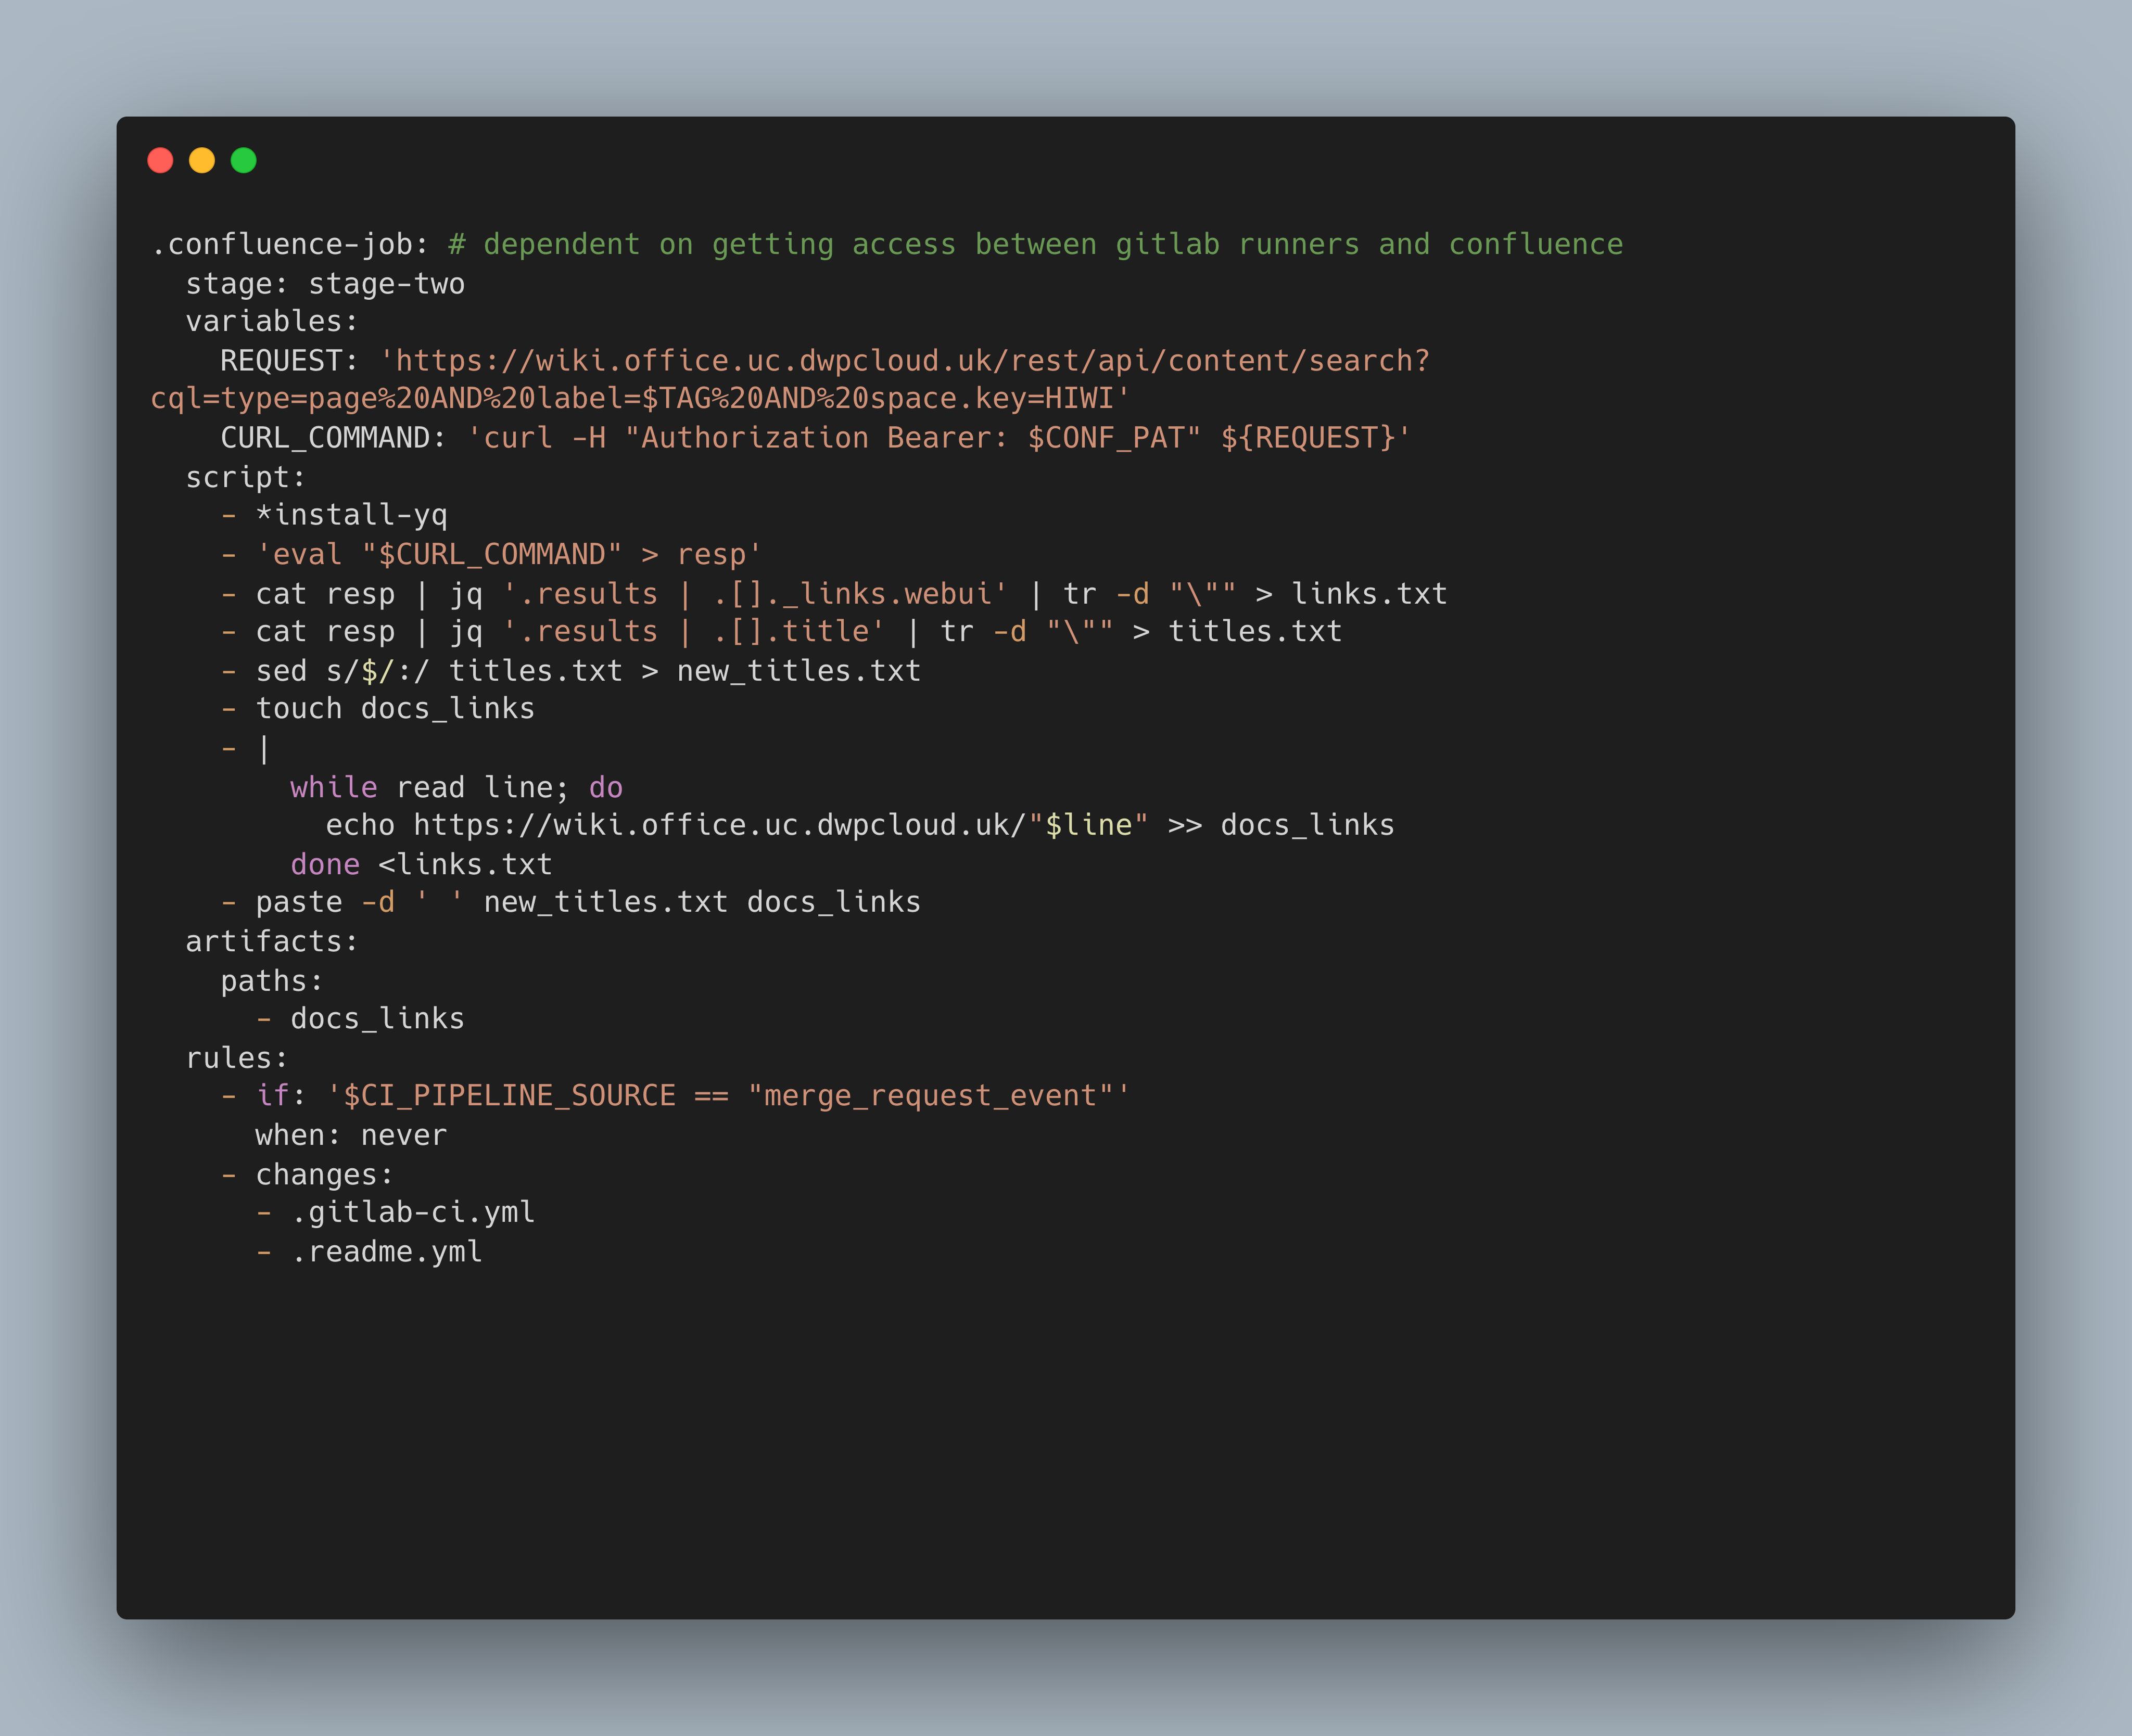 .confluence-job: # dependent on getting access between gitlab runners and confluence
  stage: stage-two
  variables:
    REQUEST: 'https://wiki.office.uc.dwpcloud.uk/rest/api/content/search?
cql=type=page%20AND%20label=$TAG%20AND%20space.key=HIWI'
    CURL_COMMAND: 'curl -H "Authorization Bearer: $CONF_PAT" ${REQUEST}'
  script:
    - *install-yq
    - 'eval "$CURL_COMMAND" > resp'
    - cat resp | jq '.results | .[]._links.webui' | tr -d "\"" > links.txt
    - cat resp | jq '.results | .[].title' | tr -d "\"" > titles.txt
    - sed s/$/:/ titles.txt > new_titles.txt
    - touch docs_links
    - |
        while read line; do
          echo https://wiki.office.uc.dwpcloud.uk/"$line" >> docs_links
        done <links.txt
    - paste -d ' ' new_titles.txt docs_links
  artifacts:
    paths:
      - docs_links
  rules:
    - if: '$CI_PIPELINE_SOURCE == "merge_request_event"'
      when: never
    - changes:
      - .gitlab-ci.yml
      - .readme.yml